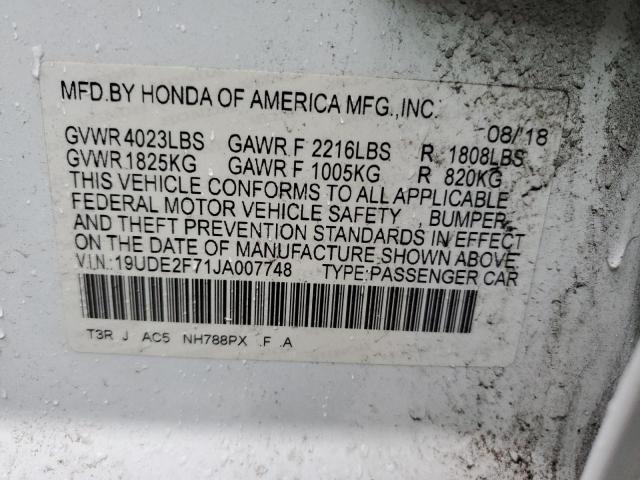 MFD.BY HONDA OF AMERICA MFG.,INC. 08/18
GVWR 4023LBS GAWR F 2216LBS R 1808LBS
GVWR 1825KG GAWR F 1005KG R 820KG
THIS VEHICLE CONFORMS TO ALL APPLICABLE
FEDERAL MOTOR VEHICLE SAFETY , BUMPER,
AND THEFT PREVENTION STANDARDS IN EFFECT
ON THE DATE OF MANUFACTURE SHOWN ABOVE.
V.I.N.:19UDE2F71JA007748 TYPE:PASSENGER CAR
T3R J AC5 NH788PX .F .A